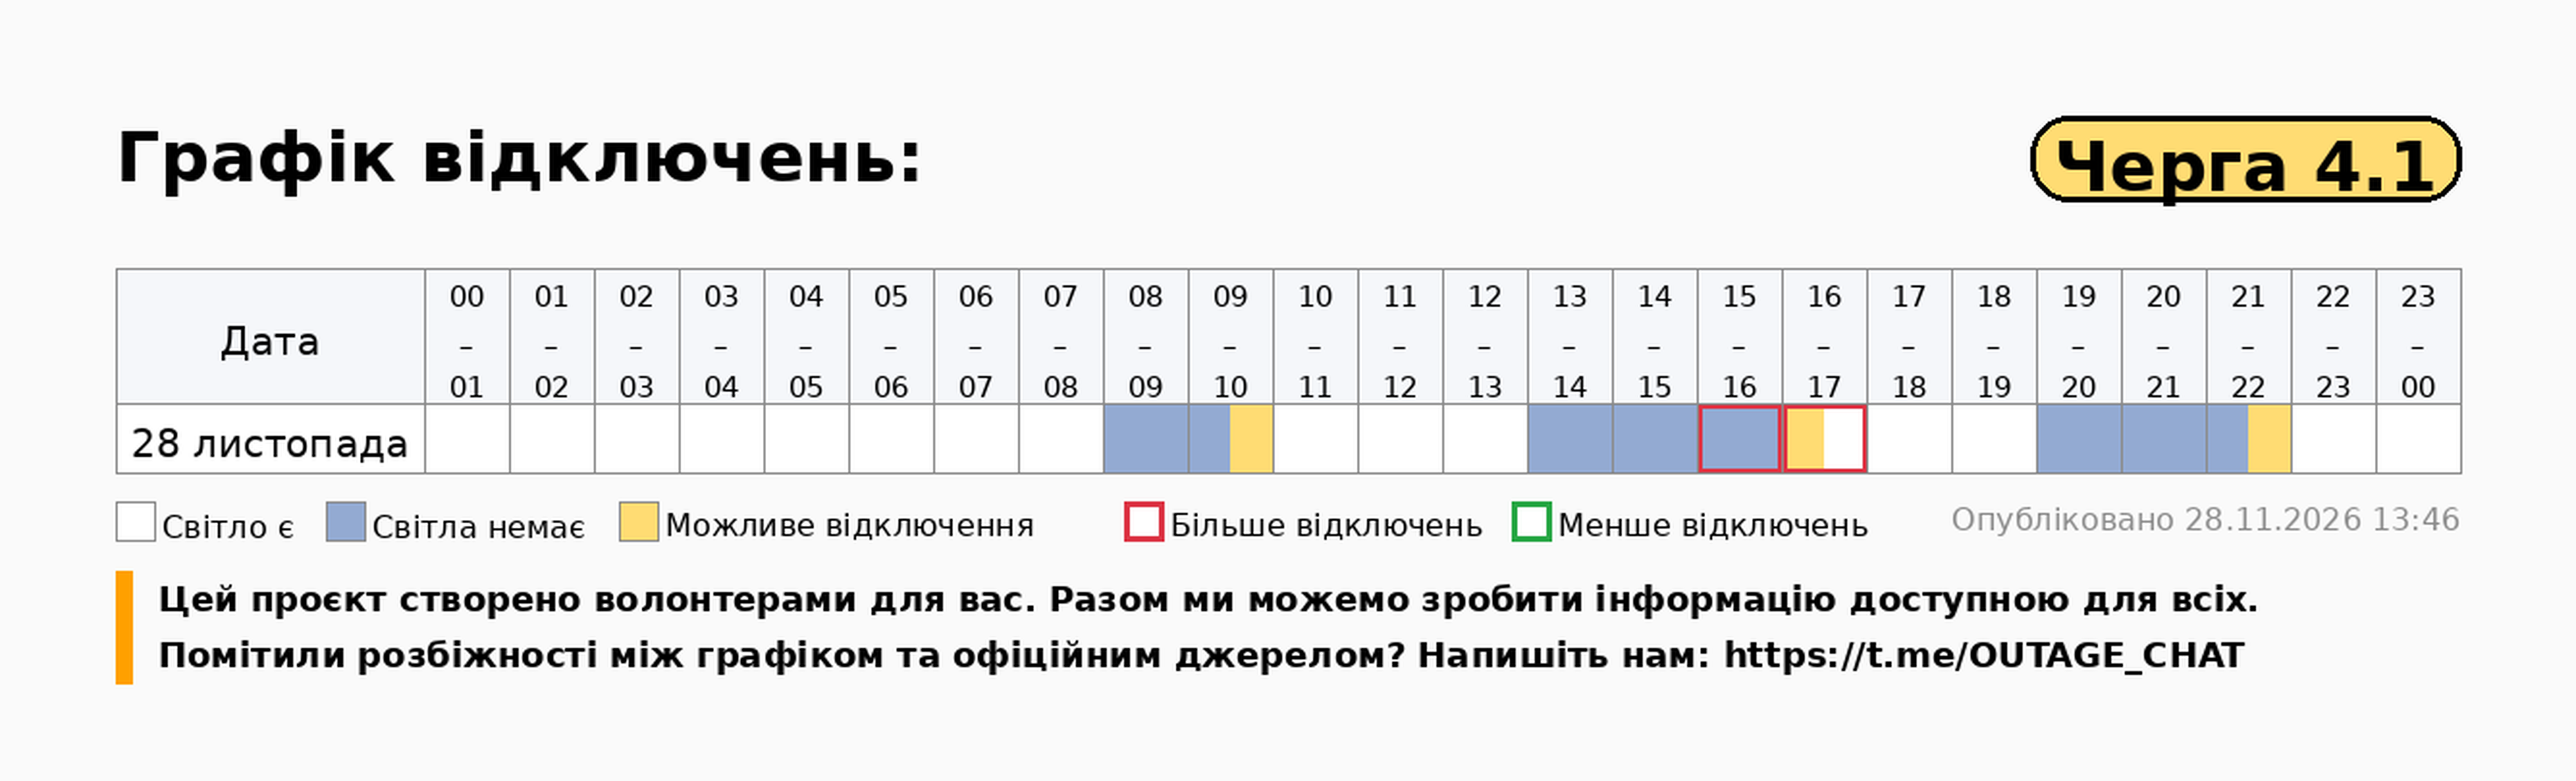 Графік відключень:
Черга 4.1
Дата
00 – 01
01 – 02
02 – 03
03 – 04
04 – 05
05 – 06
06 – 07
07 – 08
08 – 09
09 – 10
10 – 11
11 – 12
12 – 13
13 – 14
14 – 15
15 – 16
16 – 17
17 – 18
18 – 19
19 – 20
20 – 21
21 – 22
22 – 23
23 – 00
28 листопада
Світло є
Світла немає
Можливе відключення
Більше відключень
Менше відключень
Опубліковано 28.11.2026 13:46
Цей проєкт створено волонтерами для вас. Разом ми можемо зробити інформацію доступною для всіх.
Помітили розбіжності між графіком та офіційним джерелом? Напишіть нам: https://t.me/OUTAGE_CHAT